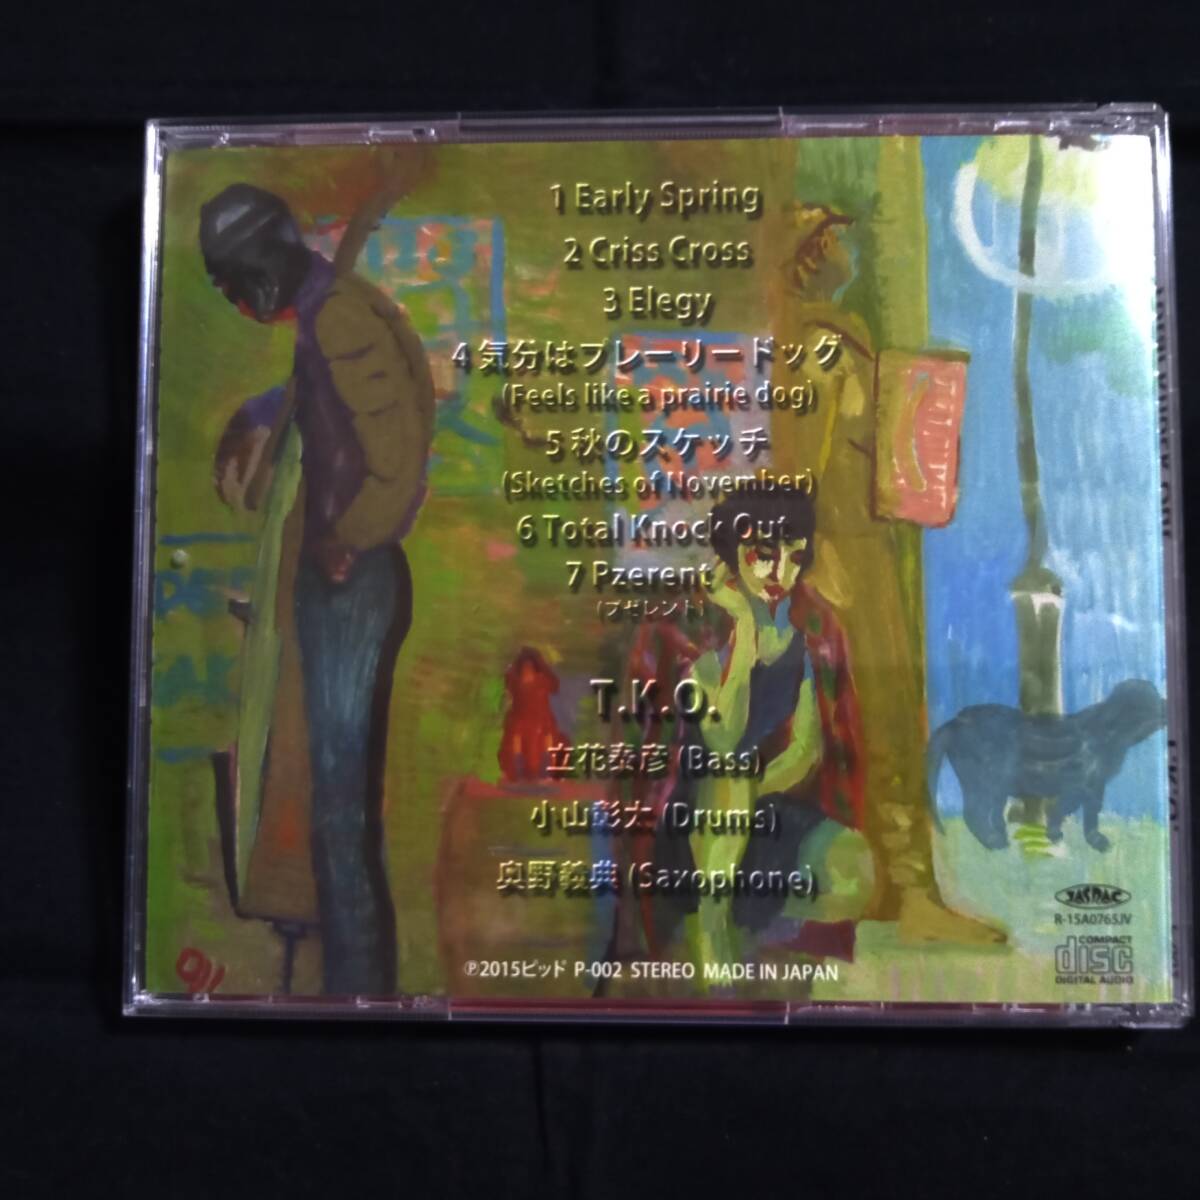 1 Early Spring
2 Criss Cross
3 Elegy
4 気分はプレーリードッグ
(Feels like a prairie dog)
5 秋のスケッチ
(Sketches of November)
6 Total Knock Out
7 Pzerent
(プゼレント)
T.K.O.
立花泰彦 (Bass)
小山彰太 (Drums)
奥野義典 (Saxophone)
JASRAC
R-15A0765JV
COMPACT
disc
DIGITAL AUDIO
Ⓟ2015ピッド P-002 STEREO MADE IN JAPAN